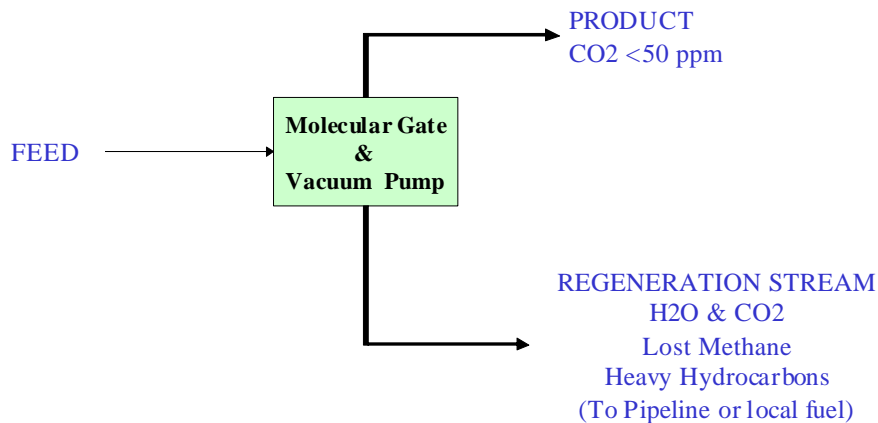 PRODUCT
CO2 <50 ppm
Molecular Gate
&
Vacuum Pump
FEED
REGENERATION STREAM
H2O & CO2
Lost Methane
Heavy Hydrocarbons
(To Pipeline or local fuel)